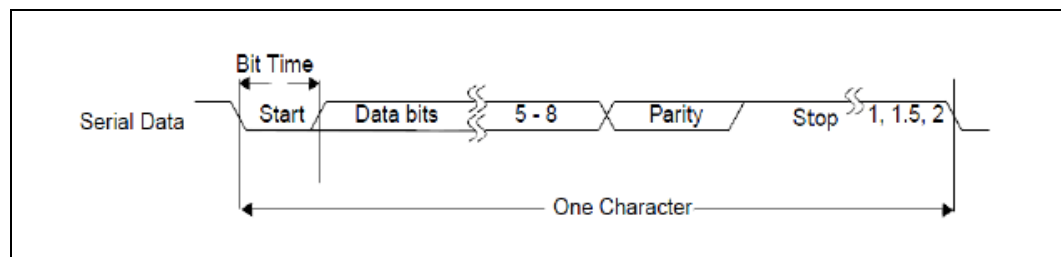 Bit Time
Serial Data Start Data bits 5 - 8 Parity Stop 1, 1.5, 2
One Character